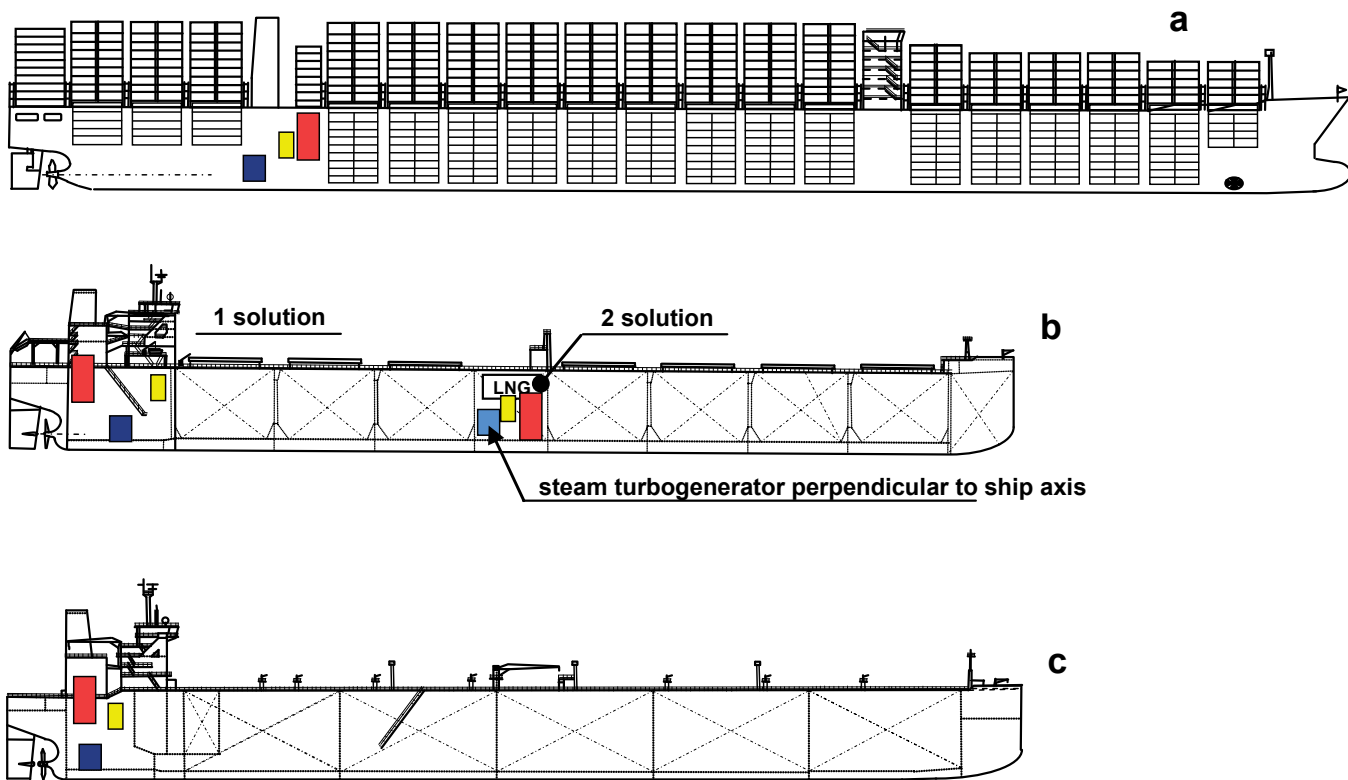 a
1 solution
2 solution
b
LNG
steam turbogenerator perpendicular to ship axis
c